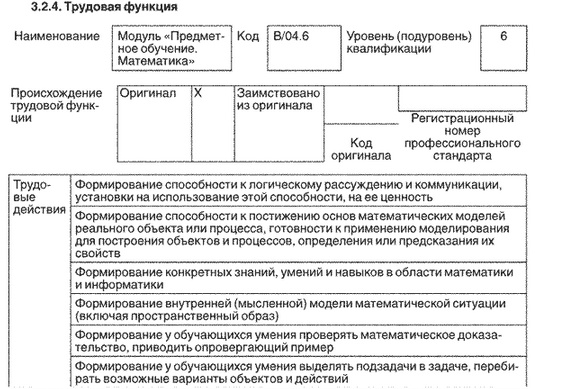 3.2.4. Трудовая функция
Наименование
Модуль «Предмет-
ное обучение.
Математика»
Код
B/04.6
Уровень (подуровень)
квалификации
6
Происхождение
трудовой функ-
ции
Оригинал
X
Заимствовано
из оригинала
Код
оригинала
Регистрационный
номер
профессионального
стандарта
Трудо-
вые
действия
Формирование способности к логическому рассуждению и коммуникации,
установки на использование этой способности, на ее ценность
Формирование способности к постижению основ математических моделей
реального объекта или процесса, готовности к применению моделирования
для построения объектов и процессов, определения или предсказания их
свойств
Формирование конкретных знаний, умений и навыков в области математики
и информатики
Формирование внутренней (мысленной) модели математической ситуации
(включая пространственный образ)
Формирование у обучающихся умения проверять математическое доказа-
тельство, приводить опровергающий пример
Формирование у обучающихся умения выделять подзадачи в задаче, переби-
рать возможные варианты объектов и действий